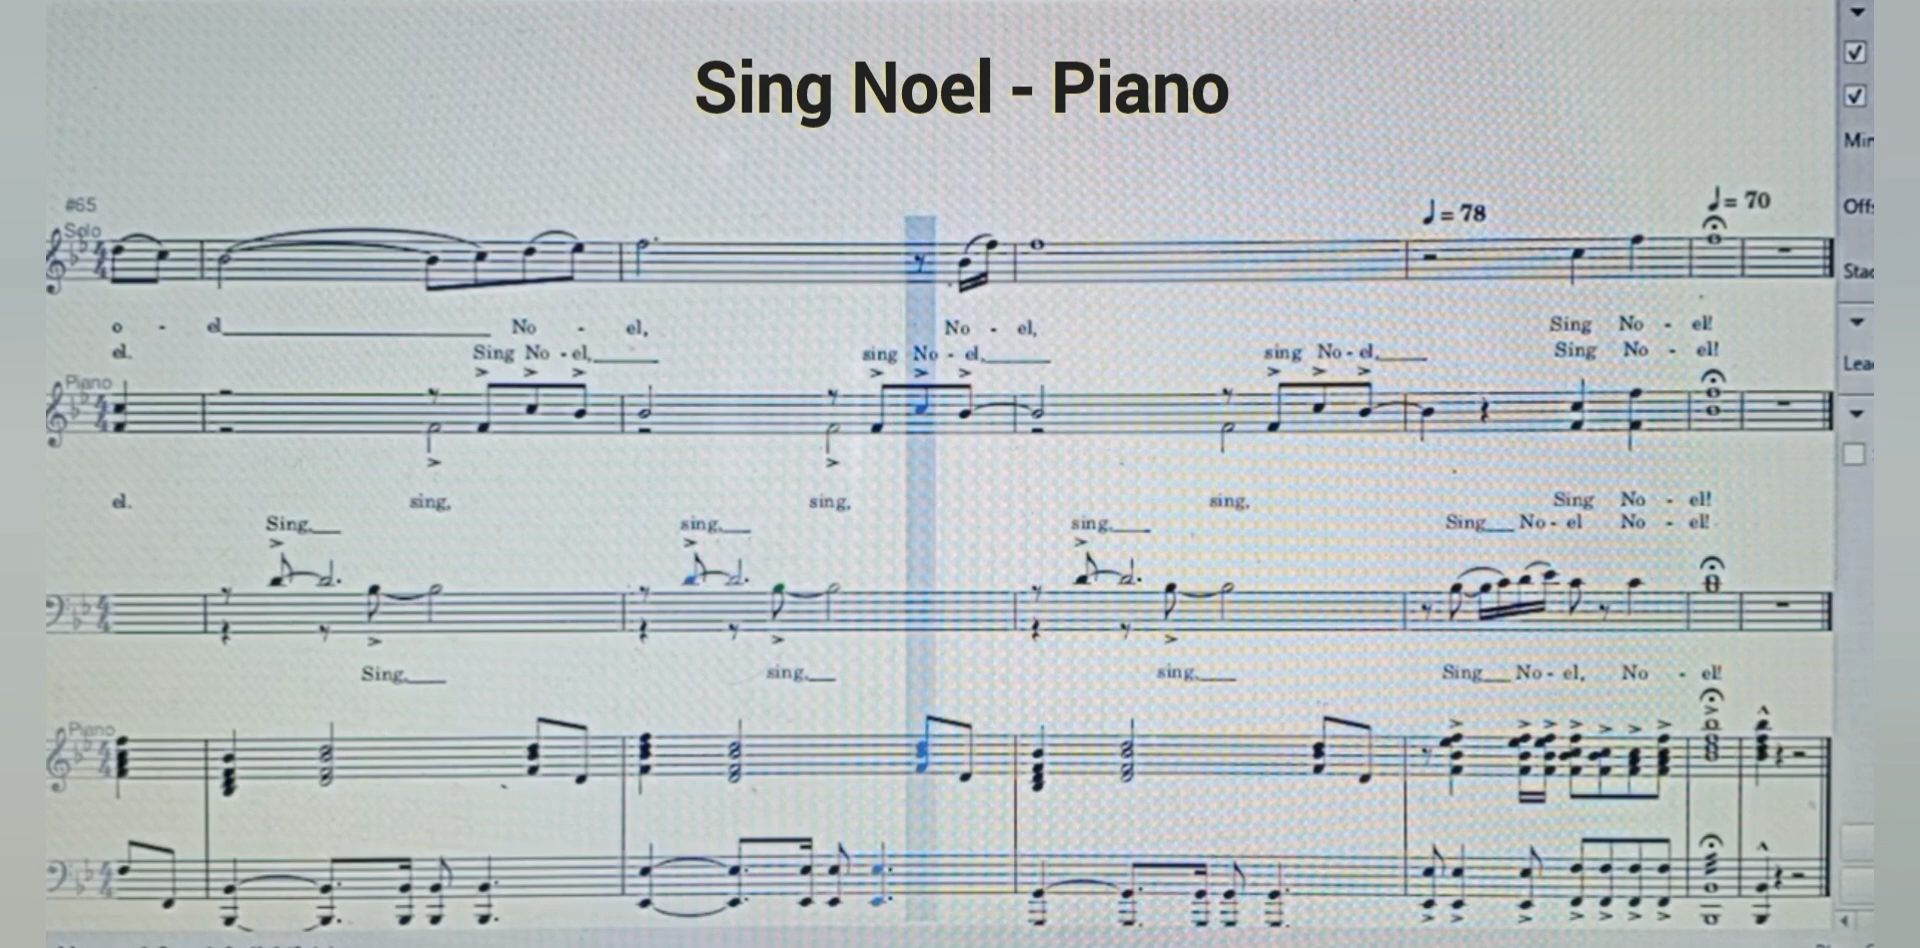 Sing Noel - Piano
#65
Solo
♩= 78
♩= 70
o - el No - el, No - el, Sing No - el!
el. Sing No - el, sing No - el, sing No - el, Sing No - el!
Piano
el. sing, sing, sing, Sing No - el!
Sing, sing, sing, Sing No - el No - el!
Sing, sing, sing, Sing No - el, No - el!
Piano